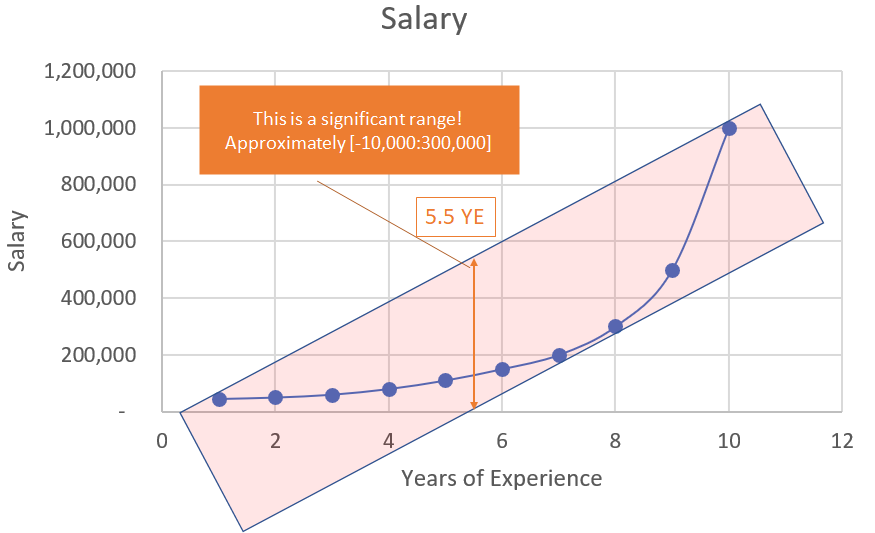 Salary
1,200,000
1,000,000
800,000
600,000
400,000
200,000
-
Salary
This is a significant range!
Approximately [-10,000:300,000]
5.5 YE
0 2 4 6 8 10 12
Years of Experience